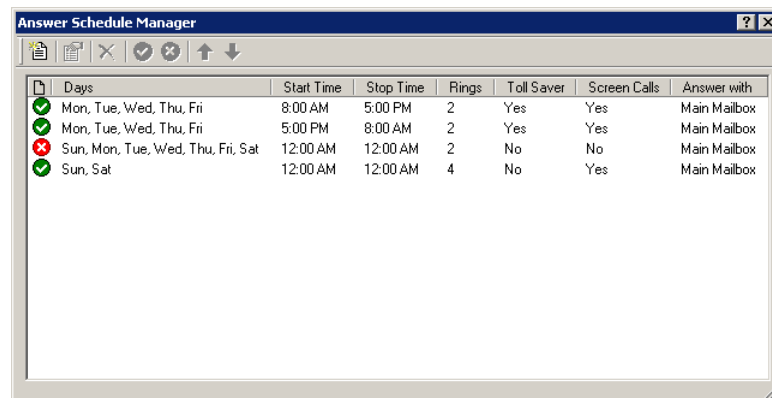 Answer Schedule Manager
Days Start Time Stop Time Rings Toll Saver Screen Calls Answer with
Mon, Tue, Wed, Thu, Fri 8:00 AM 5:00 PM 2 Yes Yes Main Mailbox
Mon, Tue, Wed, Thu, Fri 5:00 PM 8:00 AM 2 Yes Yes Main Mailbox
Sun, Mon, Tue, Wed, Thu, Fri, Sat 12:00 AM 12:00 AM 2 No No Main Mailbox
Sun, Sat 12:00 AM 12:00 AM 4 No Yes Main Mailbox